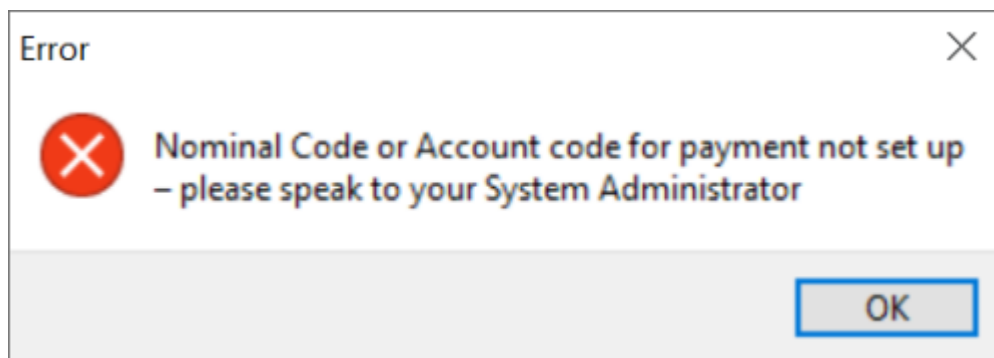 Error
Nominal Code or Account code for payment not set up
– please speak to your System Administrator
OK